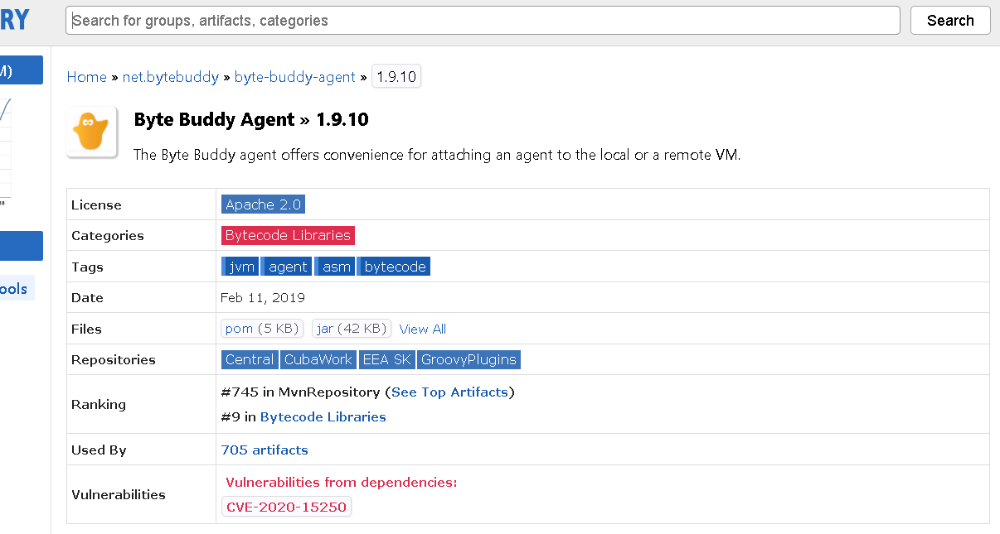 RY
Search for groups, artifacts, categories
Search
M)
Home » net.bytebuddy » byte-buddy-agent » 1.9.10
Byte Buddy Agent » 1.9.10
The Byte Buddy agent offers convenience for attaching an agent to the local or a remote VM.
License Apache 2.0
Categories Bytecode Libraries
Tags jvm agent asm bytecode
ools
Date Feb 11, 2019
Files pom (5 KB) jar (42 KB) View All
Repositories Central CubaWork EEA SK GroovyPlugins
Ranking #745 in MvnRepository (See Top Artifacts)
#9 in Bytecode Libraries
Used By 705 artifacts
Vulnerabilities Vulnerabilities from dependencies:
CVE-2020-15250